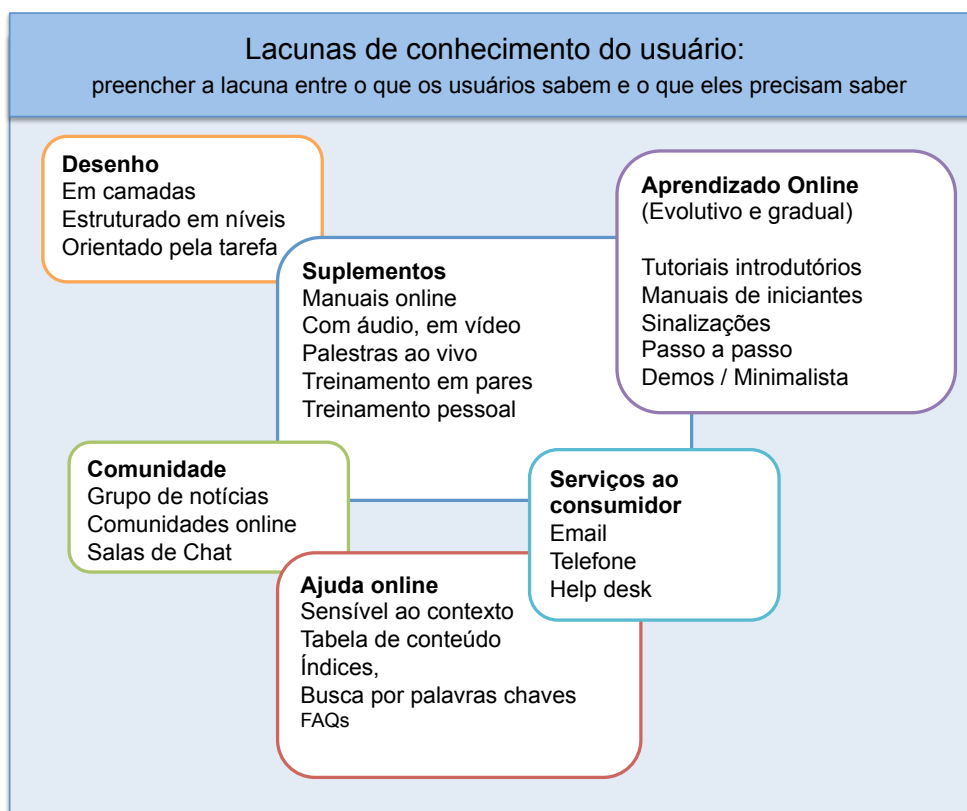 Lacunas de conhecimento do usuário:
preencher a lacuna entre o que os usuários sabem e o que eles precisam saber
Desenho
Em camadas
Estruturado em níveis
Orientado pela tarefa
Aprendizado Online
(Evolutivo e gradual)
Tutoriais introdutórios
Manuais de iniciantes
Sinalizações
Passo a passo
Demos / Minimalista
Suplementos
Manuais online
Com áudio, em vídeo
Palestras ao vivo
Treinamento em pares
Treinamento pessoal
Comunidade
Grupo de notícias
Comunidades online
Salas de Chat
Serviços ao
consumidor
Email
Telefone
Help desk
Ajuda online
Sensível ao contexto
Tabela de conteúdo
Índices,
Busca por palavras chaves
FAQs